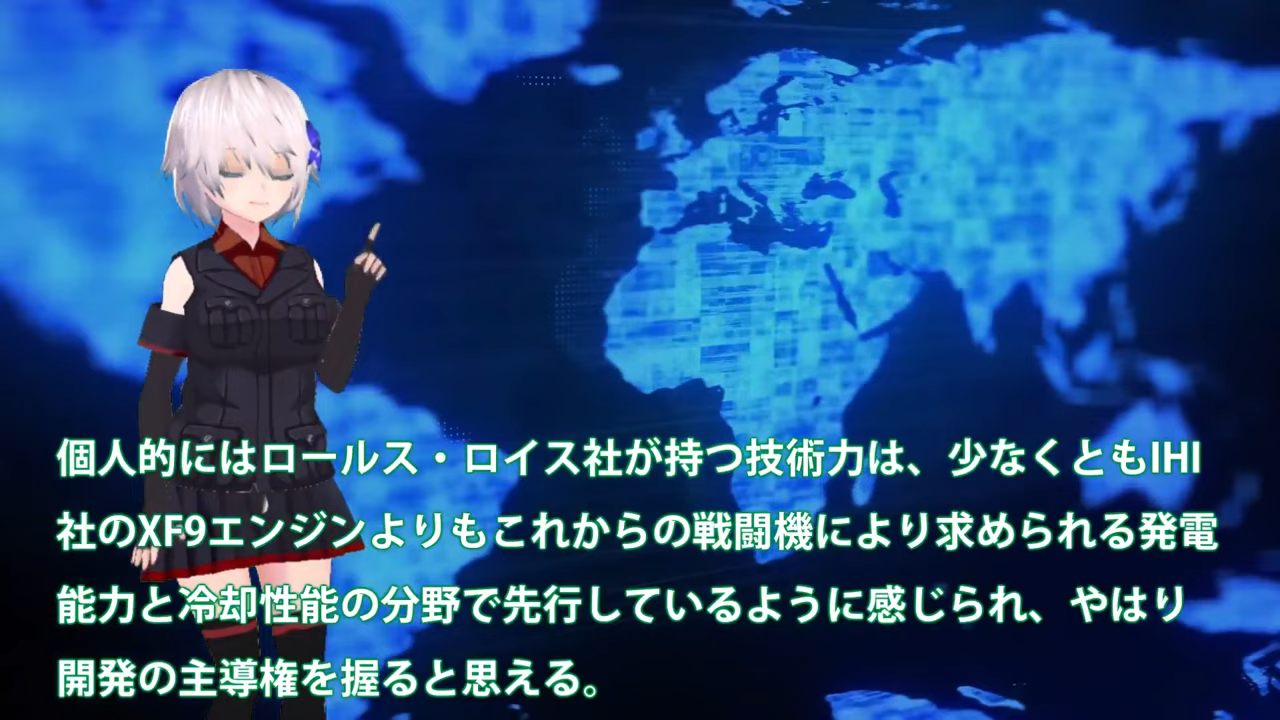 個人的にはロールス・ロイス社が持つ技術力は、少なくともIHI
社のXF9エンジンよりもこれからの戦闘機により求められる発電
能力と冷却性能の分野で先行しているように感じられ、やはり
開発の主導権を握ると思える。